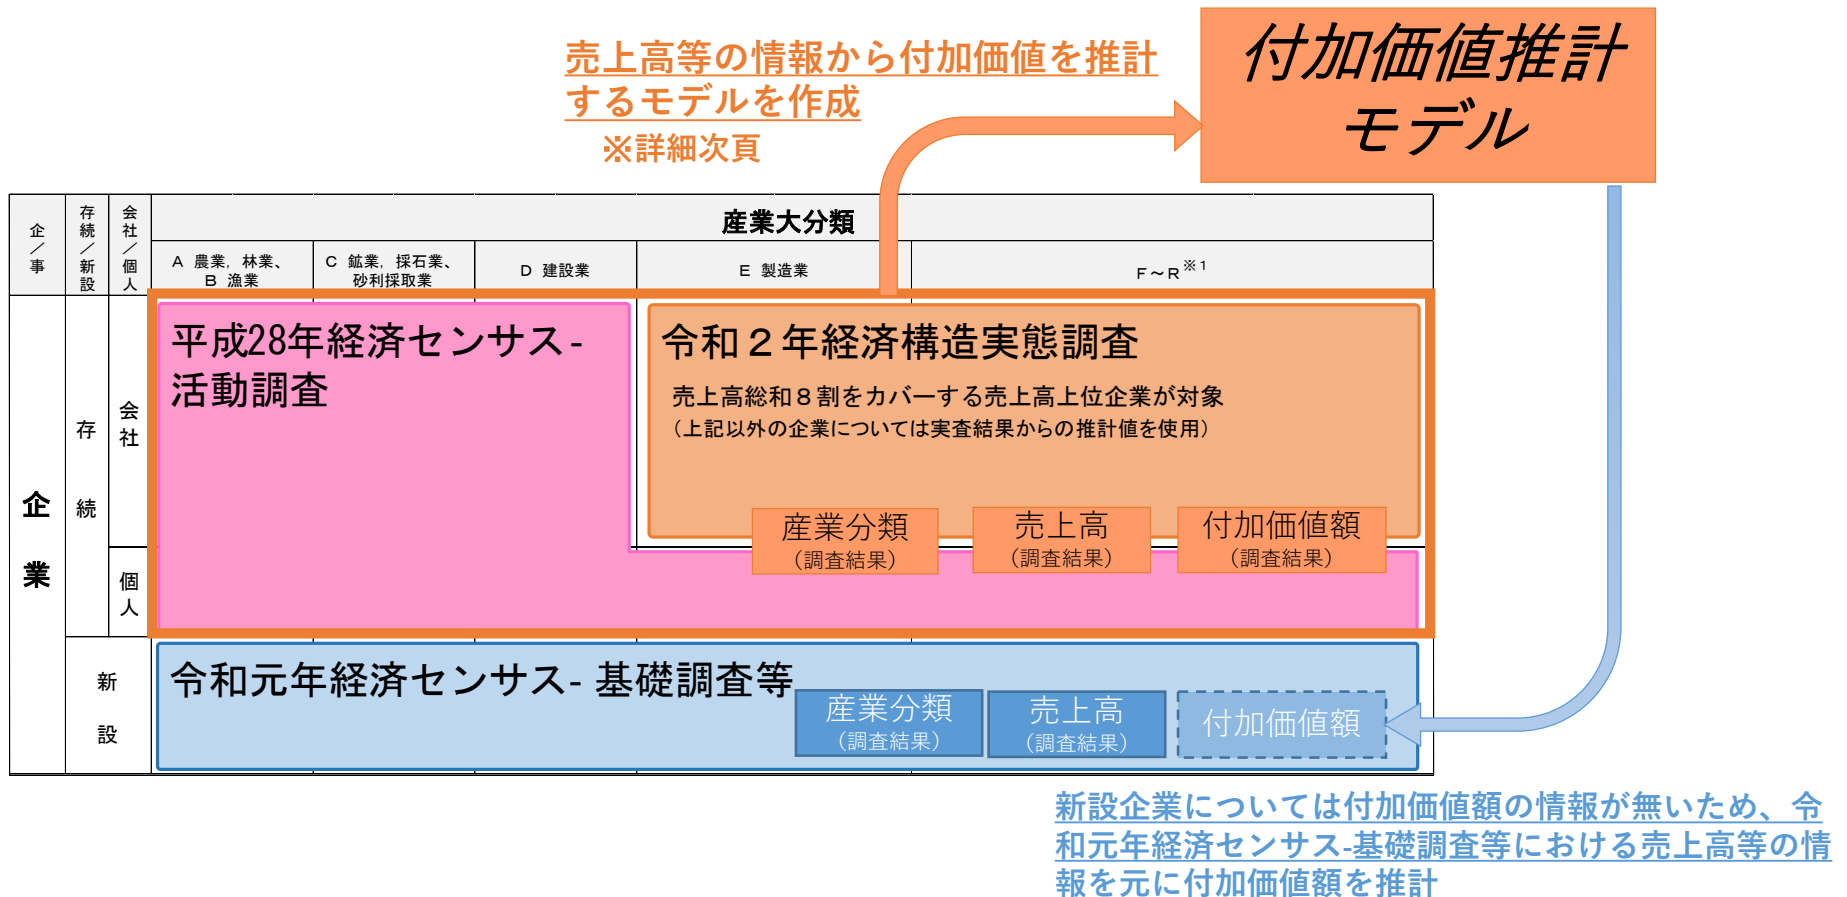 売上高等の情報から付加価値を推計
するモデルを作成
※詳細次頁
付加価値推計
モデル
企／事
存続／新設
会社／個人
産業大分類
A 農業，林業、
B 漁業
C 鉱業，採石業、
砂利採取業
D 建設業
E 製造業
F～R※1
企業
存続
会社
個人
新設
平成28年経済センサス-
活動調査
令和２年経済構造実態調査
売上高総和８割をカバーする売上高上位企業が対象
（上記以外の企業については実査結果からの推計値を使用）
産業分類
（調査結果）
売上高
（調査結果）
付加価値額
（調査結果）
令和元年経済センサス- 基礎調査等
産業分類
（調査結果）
売上高
（調査結果）
付加価値額
新設企業については付加価値額の情報が無いため、令
和元年経済センサス-基礎調査等における売上高等の情
報を元に付加価値額を推計